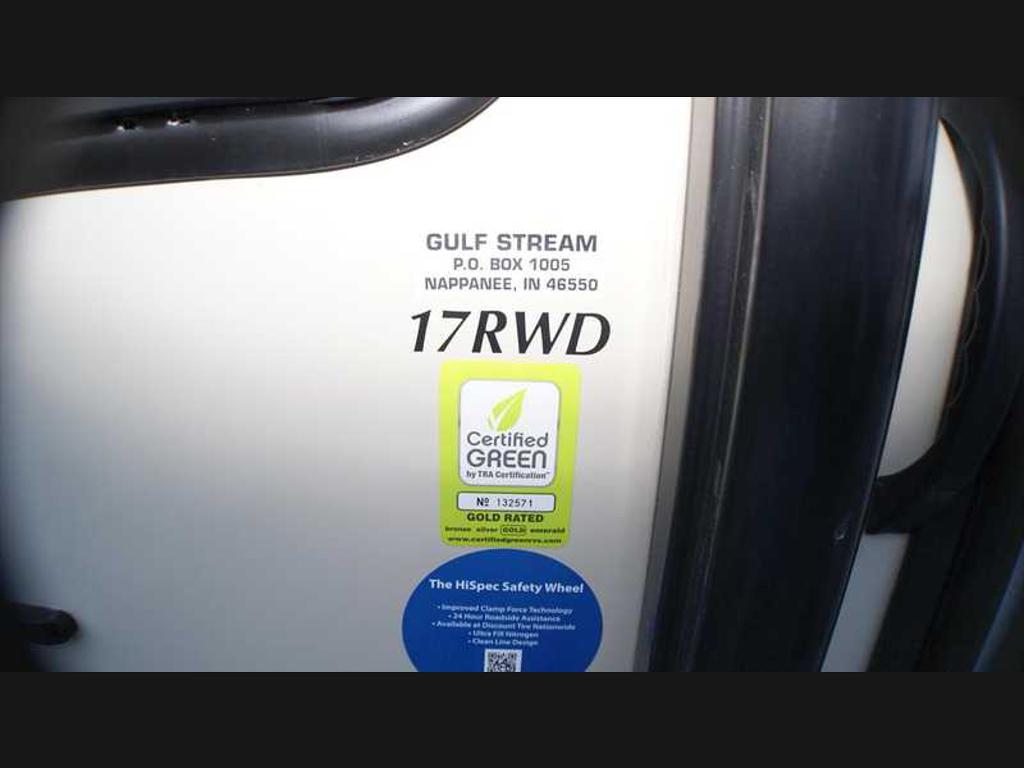 GULF STREAM
P.O. BOX 1005
NAPPANEE, IN 46550
17RWD
Certified
GREEN
by TRA Certification™
Nº 132571
GOLD RATED
bronze silver GOLD emerald
www.certifiedgreenrvs.com
The HiSpec Safety Wheel
• Improved Clamp Force Technology
• 24 Hour Roadside Assistance
• Available at Discount Tire Nationwide
• Ultra Fill Nitrogen
• Clean Line Design